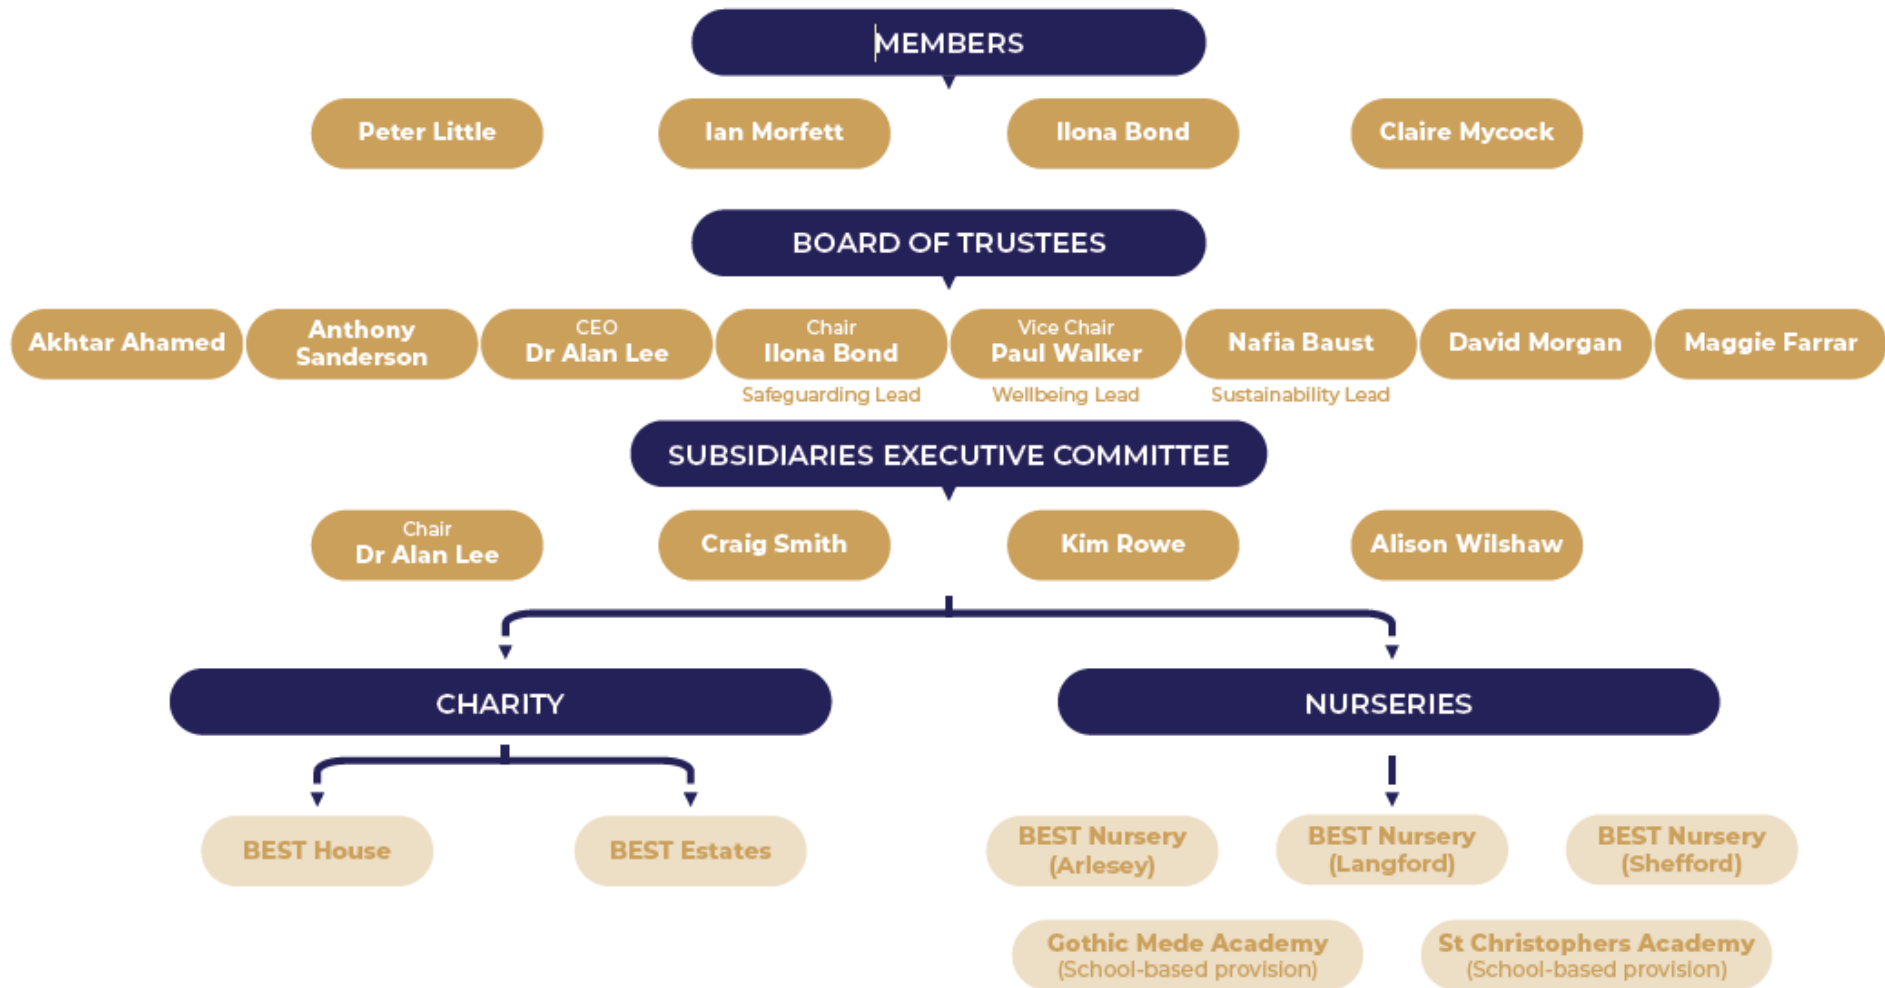 MEMBERS
Peter Little
Ian Morfett
Ilona Bond
Claire Mycock
BOARD OF TRUSTEES
Akhtar Ahamed
Anthony
Sanderson
CEO
Dr Alan Lee
Chair
Ilona Bond
Safeguarding Lead
Vice Chair
Paul Walker
Wellbeing Lead
Nafia Baust
Sustainability Lead
David Morgan
Maggie Farrar
SUBSIDIARIES EXECUTIVE COMMITTEE
Chair
Dr Alan Lee
Craig Smith
Kim Rowe
Alison Wilshaw
CHARITY
BEST House
BEST Estates
NURSERIES
BEST Nursery
(Arlesey)
BEST Nursery
(Langford)
BEST Nursery
(Shefford)
Gothic Mede Academy
(School-based provision)
St Christophers Academy
(School-based provision)